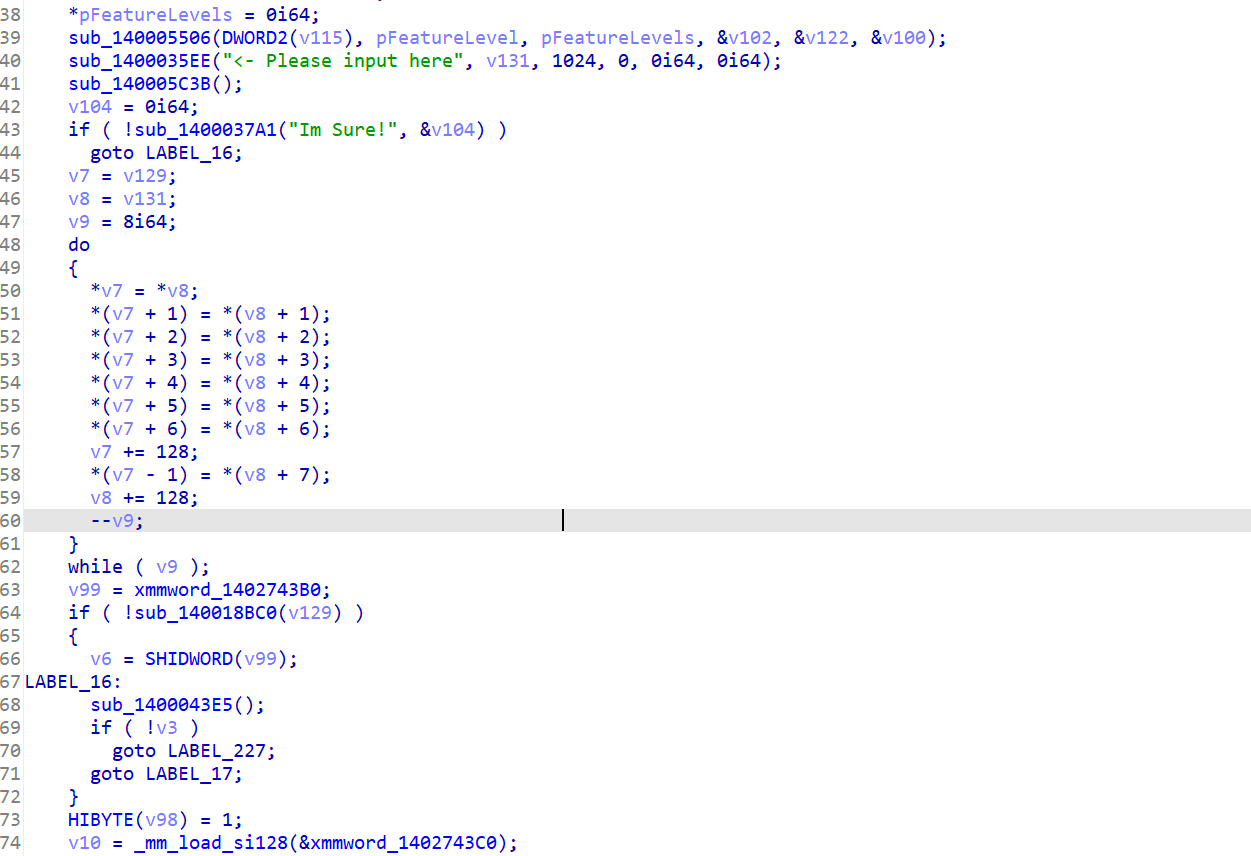 38 *pFeatureLevels = 0i64;
39 sub_140005506(DWORD2(v115), pFeatureLevel, pFeatureLevels, &v102, &v122, &v100);
40 sub_1400035EE("<- Please input here", v131, 1024, 0, 0i64, 0i64);
41 sub_140005C3B();
42 v104 = 0i64;
43 if ( !sub_1400037A1("Im Sure!", &v104) )
44 goto LABEL_16;
45 v7 = v129;
46 v8 = v131;
47 v9 = 8i64;
48 do
49 {
50 *v7 = *v8;
51 *(v7 + 1) = *(v8 + 1);
52 *(v7 + 2) = *(v8 + 2);
53 *(v7 + 3) = *(v8 + 3);
54 *(v7 + 4) = *(v8 + 4);
55 *(v7 + 5) = *(v8 + 5);
56 *(v7 + 6) = *(v8 + 6);
57 v7 += 128;
58 *(v7 - 1) = *(v8 + 7);
59 v8 += 128;
60 --v9;
61 }
62 while ( v9 );
63 v99 = xmmword_1402743B0;
64 if ( !sub_140018BC0(v129) )
65 {
66 v6 = SHIDWORD(v99);
67 LABEL_16:
68 sub_1400043E5();
69 if ( !v3 )
70 goto LABEL_227;
71 goto LABEL_17;
72 }
73 HIBYTE(v98) = 1;
74 v10 = _mm_load_si128(&xmmword_1402743C0);